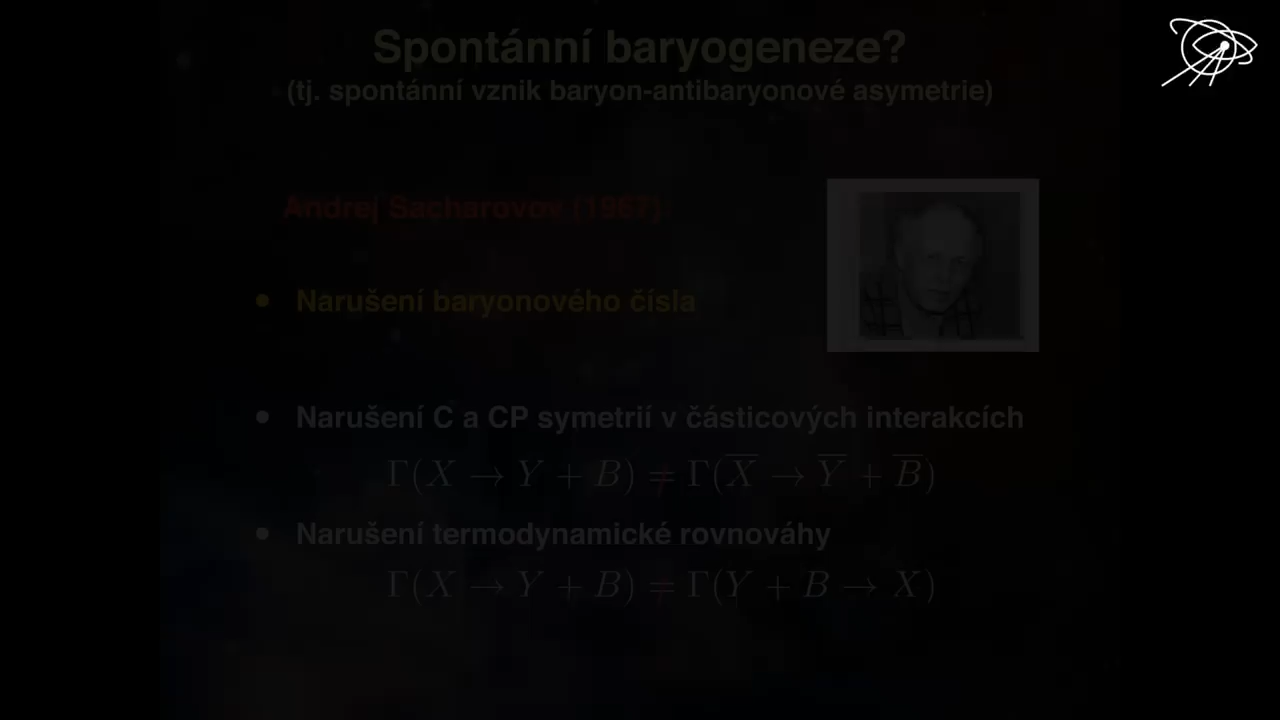 Spontánní baryogeneze?
(tj. spontánní vznik baryon-antibaryonové asymetrie)
Andrej Sacharovov (1967)
• Narušení baryonového čísla
• Narušení C a CP symetrií v částicových interakcích
Γ(X → Y + B) ≠ Γ(X̅ → Y̅ + B̅)
• Narušení termodynamické rovnováhy
Γ(X → Y + B) ≠ Γ(Y + B → X)